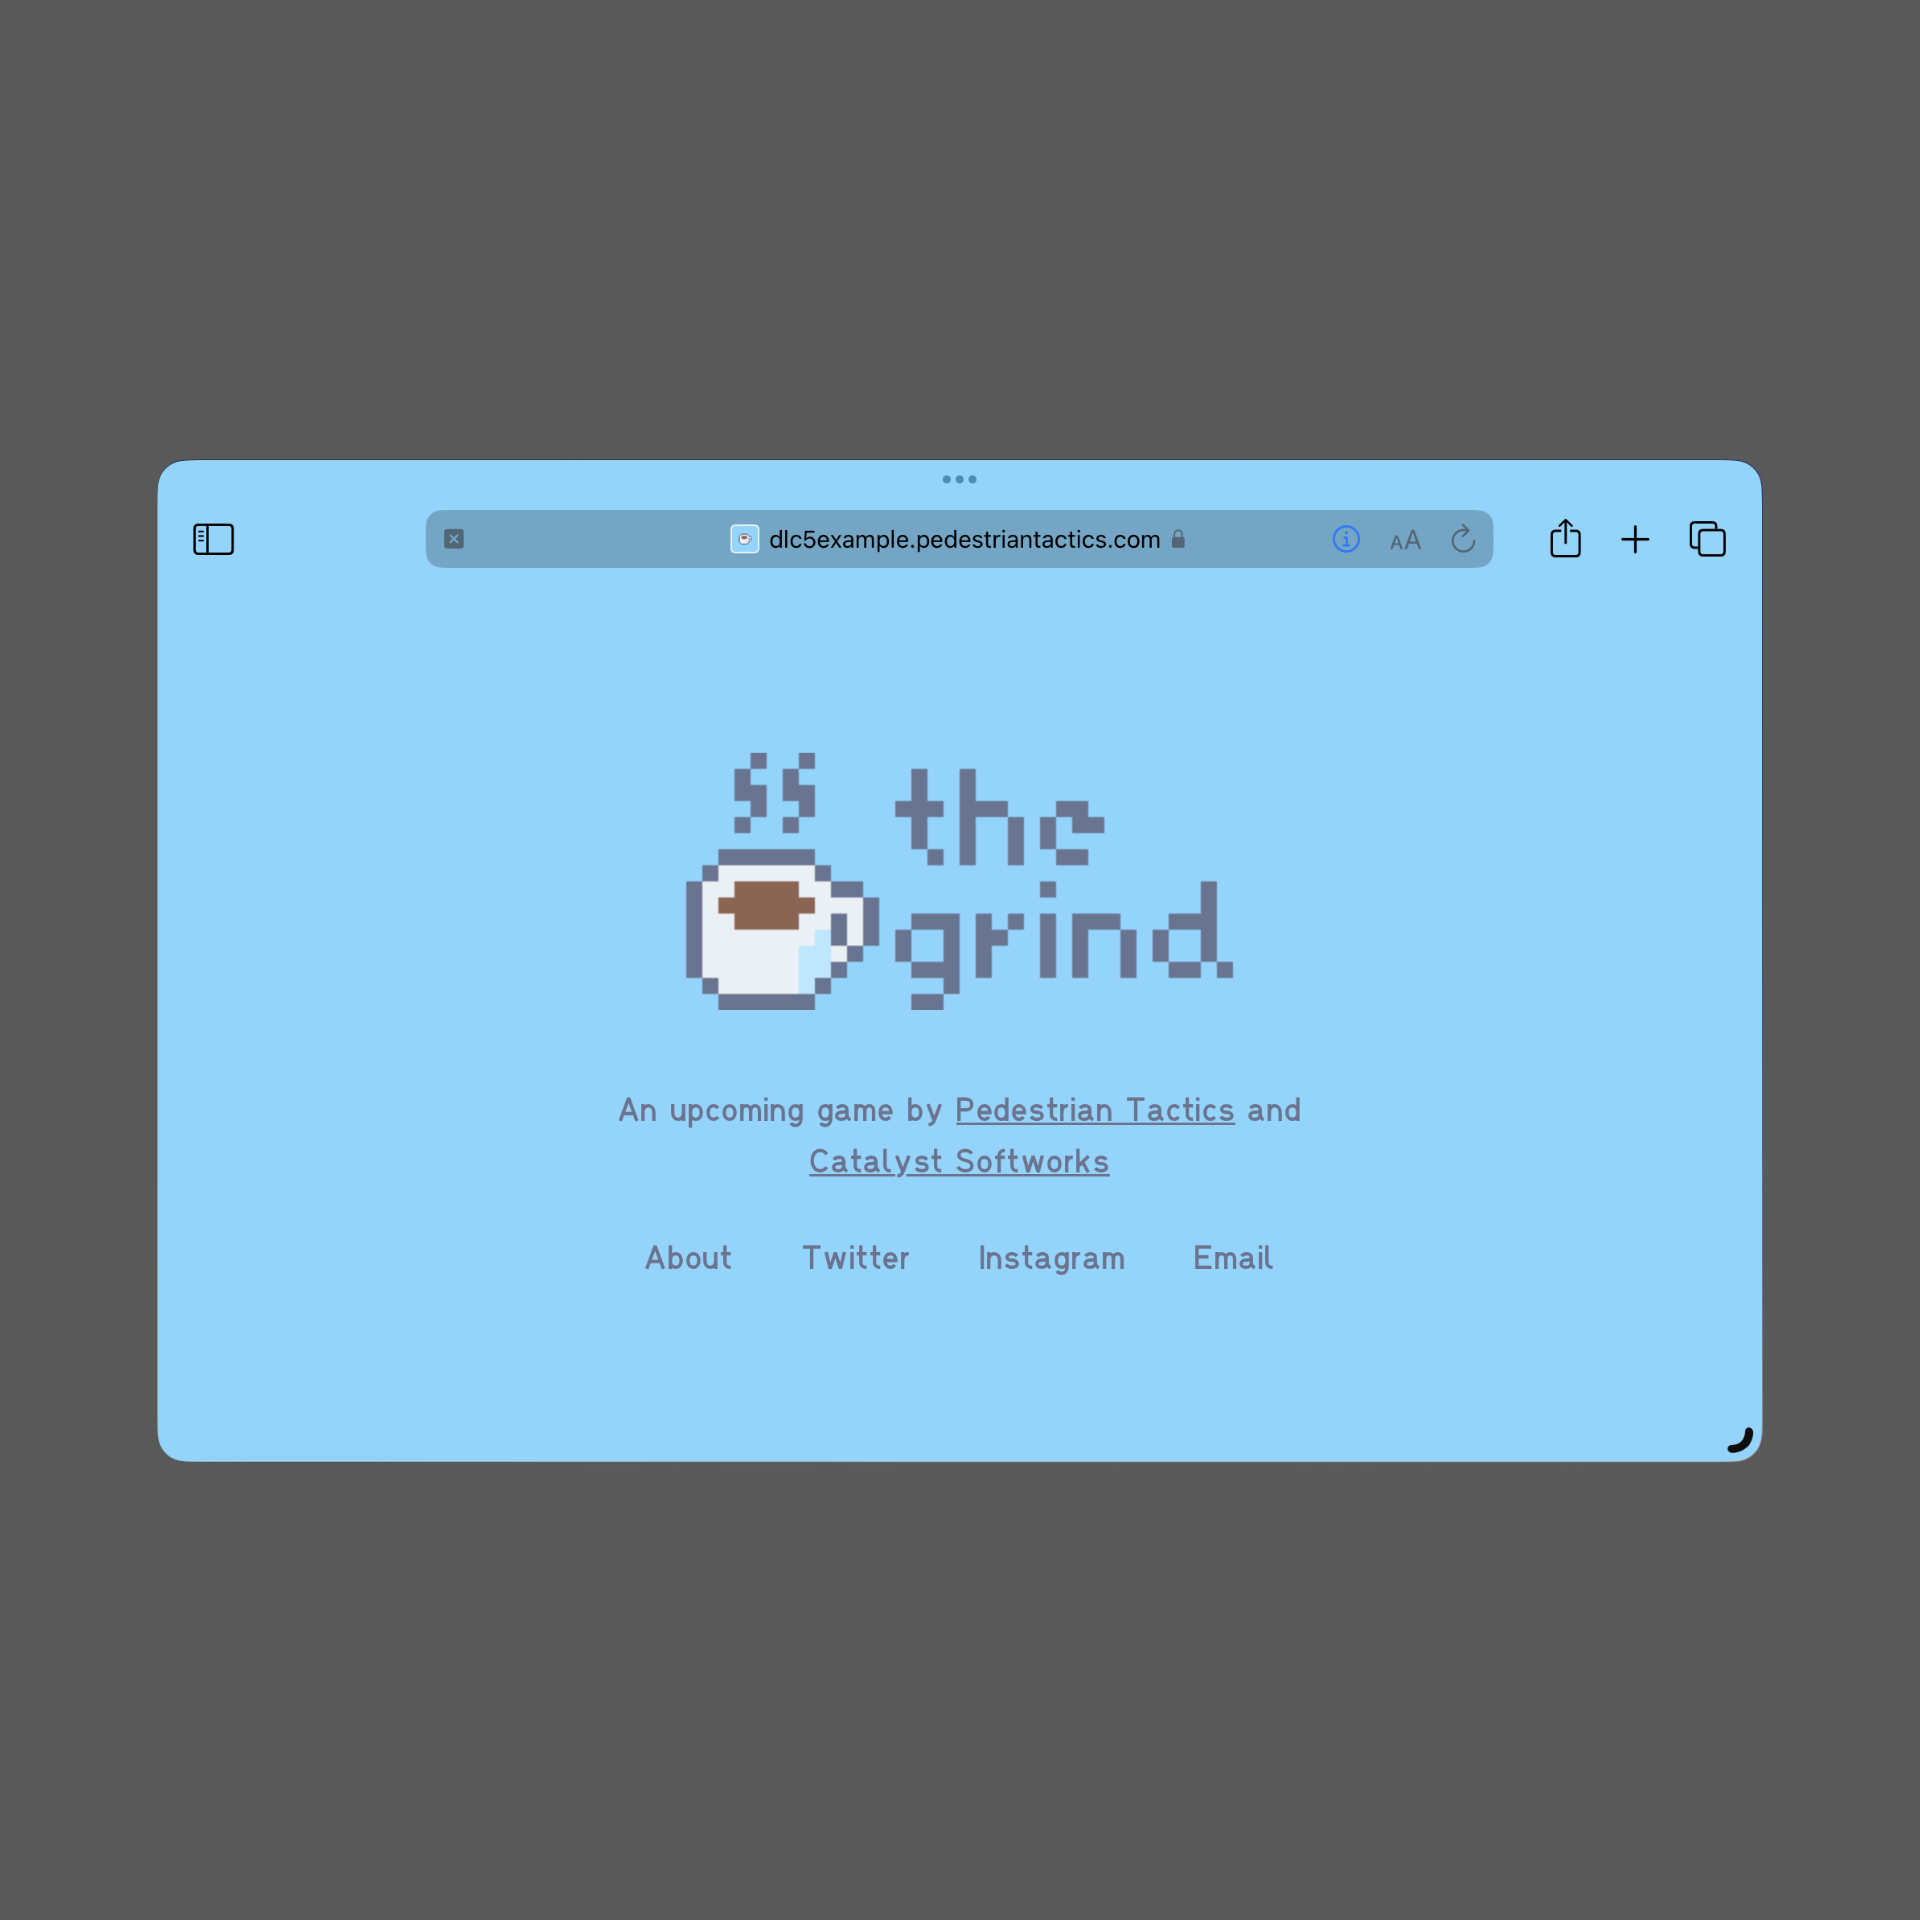 dlc5example.pedestriantactics.com
AA
the
grind
An upcoming game by Pedestrian Tactics and
Catalyst Softworks
About Twitter Instagram Email